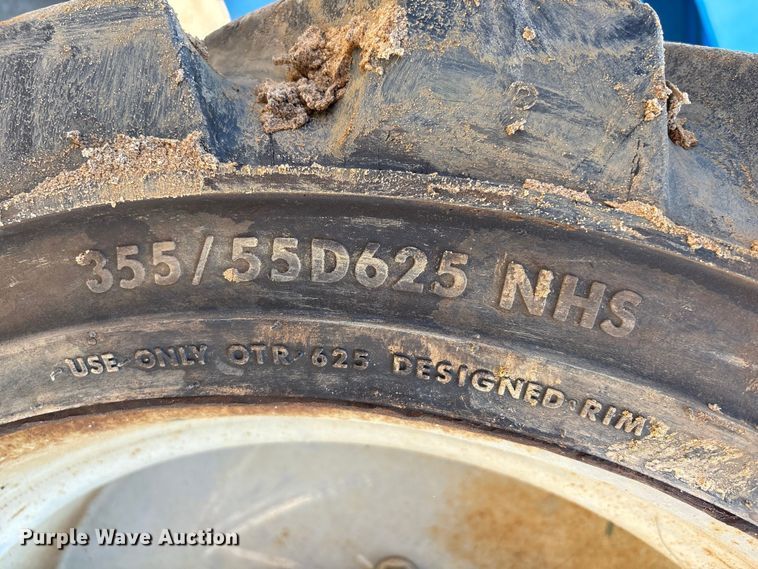 355/55D625 NHS
USE ONLY OTR 625 DESIGNED RIM
Purple Wave Auction